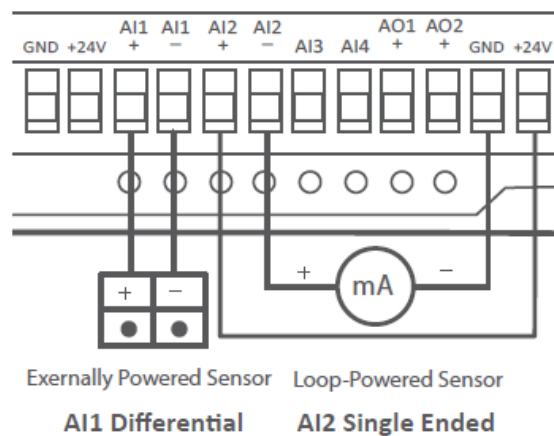 AI1 AI1 AI2 AI2 AO1 AO2
GND +24V + − + − AI3 AI4 + + GND +24V
+ − mA
+ −
Exernally Powered Sensor Loop-Powered Sensor
AI1 Differential AI2 Single Ended